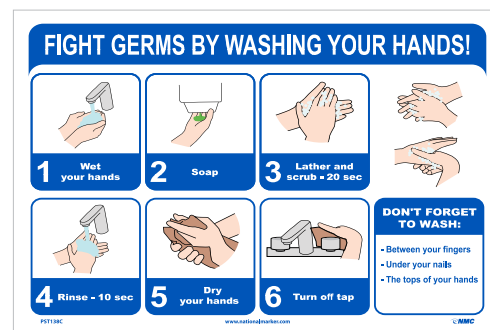 FIGHT GERMS BY WASHING YOUR HANDS!
1 Wet
your hands
2 Soap
3 Lather and
scrub - 20 sec
4 Rinse - 10 sec
5 Dry
your hands
6 Turn off tap
DON'T FORGET
TO WASH:
- Between your fingers
- Under your nails
- The tops of your hands
PST138C
www.nationalmarker.com
NMC